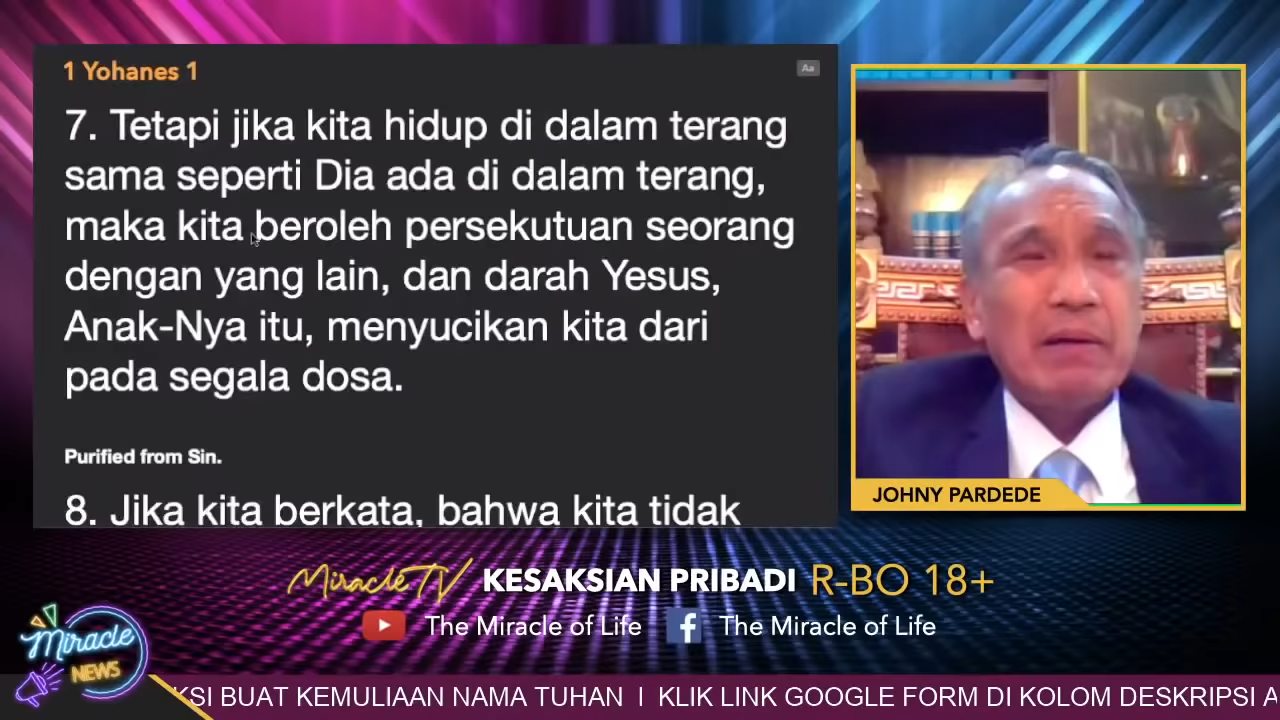 1 Yohanes 1
Aa
7. Tetapi jika kita hidup di dalam terang
sama seperti Dia ada di dalam terang,
maka kita beroleh persekutuan seorang
dengan yang lain, dan darah Yesus,
Anak-Nya itu, menyucikan kita dari
pada segala dosa.
Purified from Sin.
8. Jika kita berkata, bahwa kita tidak
JOHNY PARDEDE
MiracleTV KESAKSIAN PRIBADI R-BO 18+
The Miracle of Life
f The Miracle of Life
Miracle
NEWS
KSI BUAT KEMULIAAN NAMA TUHAN I KLIK LINK GOOGLE FORM DI KOLOM DESKRIPSI A